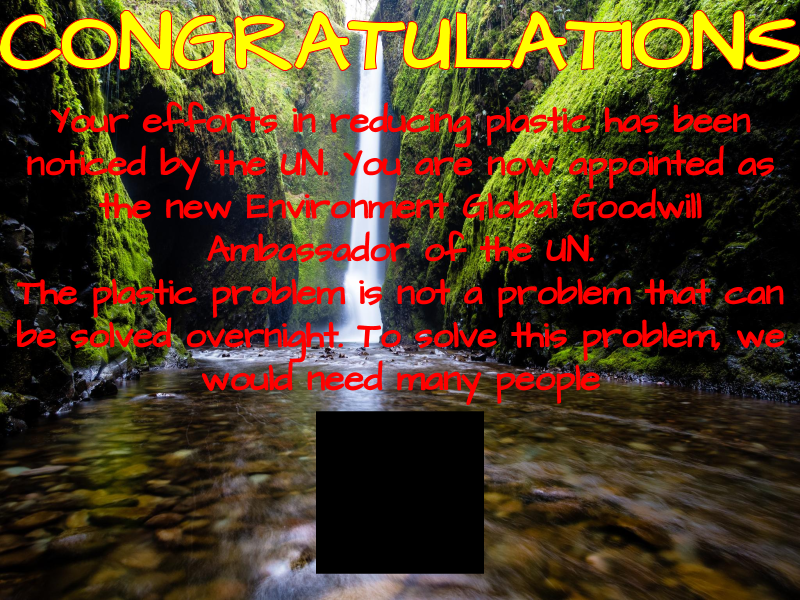 CONGRATULATIONS
Your efforts in reducing plastic has been
noticed by the UN. You are now appointed as
the new Environment Global Goodwill
Ambassador of the UN.
The plastic problem is not a problem that can
be solved overnight. To solve this problem, we
would need many people